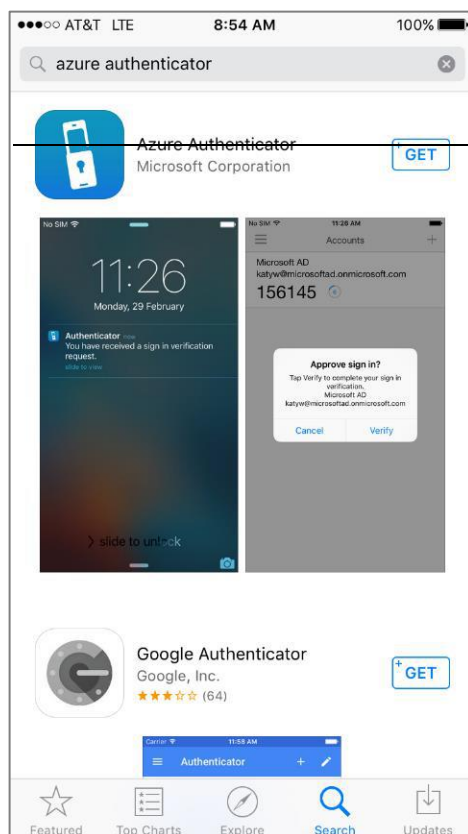 AT&T LTE 8:54 AM 100%
azure authenticator
Azure Authenticator
Microsoft Corporation
GET
No SIM
11:26
Monday, 29 February
Authenticator now
You have received a sign in verification
request.
slide to view
> slide to unlock
No SIM 11:26 AM
Accounts
Microsoft AD
katyw@microsoftad.onmicrosoft.com
156145
Approve sign in?
Tap Verify to complete your sign in
verification.
Microsoft AD
katyw@microsoftad.onmicrosoft.com
Cancel Verify
Google Authenticator
Google, Inc.
(64)
GET
Carrier 11:58 AM
Authenticator
Featured Top Charts Explore Search Updates